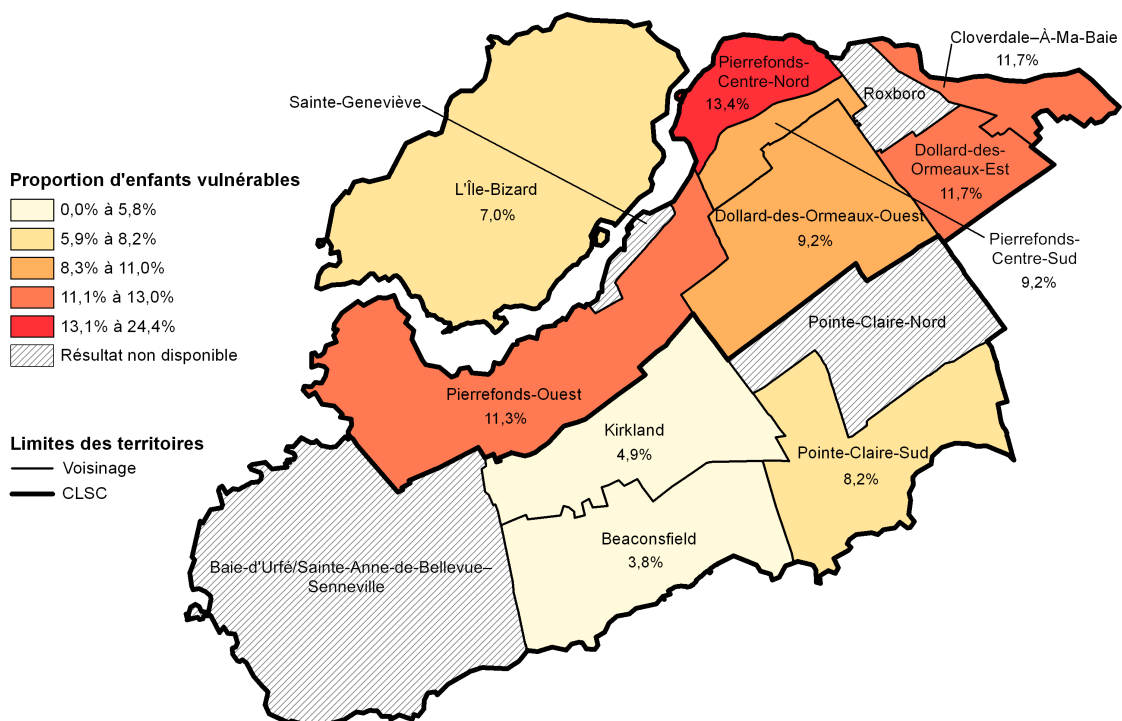 Cloverdale–À-Ma-Baie
11,7%
Pierrefonds-
Centre-Nord
13,4%
Roxboro
Sainte-Geneviève
Dollard-des-
Ormeaux-Est
11,7%
Proportion d'enfants vulnérables
0,0% à 5,8%
5,9% à 8,2%
8,3% à 11,0%
11,1% à 13,0%
13,1% à 24,4%
Résultat non disponible
L'Île-Bizard
7,0%
Dollard-des-Ormeaux-Ouest
9,2%
Pierrefonds-
Centre-Sud
9,2%
Pointe-Claire-Nord
Pierrefonds-Ouest
11,3%
Limites des territoires
Voisinage
CLSC
Kirkland
4,9%
Pointe-Claire-Sud
8,2%
Beaconsfield
3,8%
Baie-d'Urfé/Sainte-Anne-de-Bellevue–
Senneville